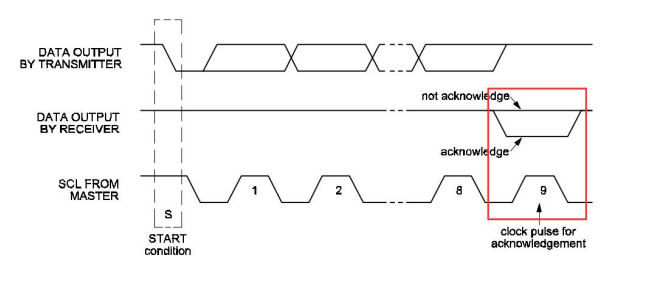 DATA OUTPUT
BY TRANSMITTER
DATA OUTPUT
BY RECEIVER
not acknowledge
acknowledge
SCL FROM
MASTER
1
2
8
9
S
START
condition
clock pulse for
acknowledgement